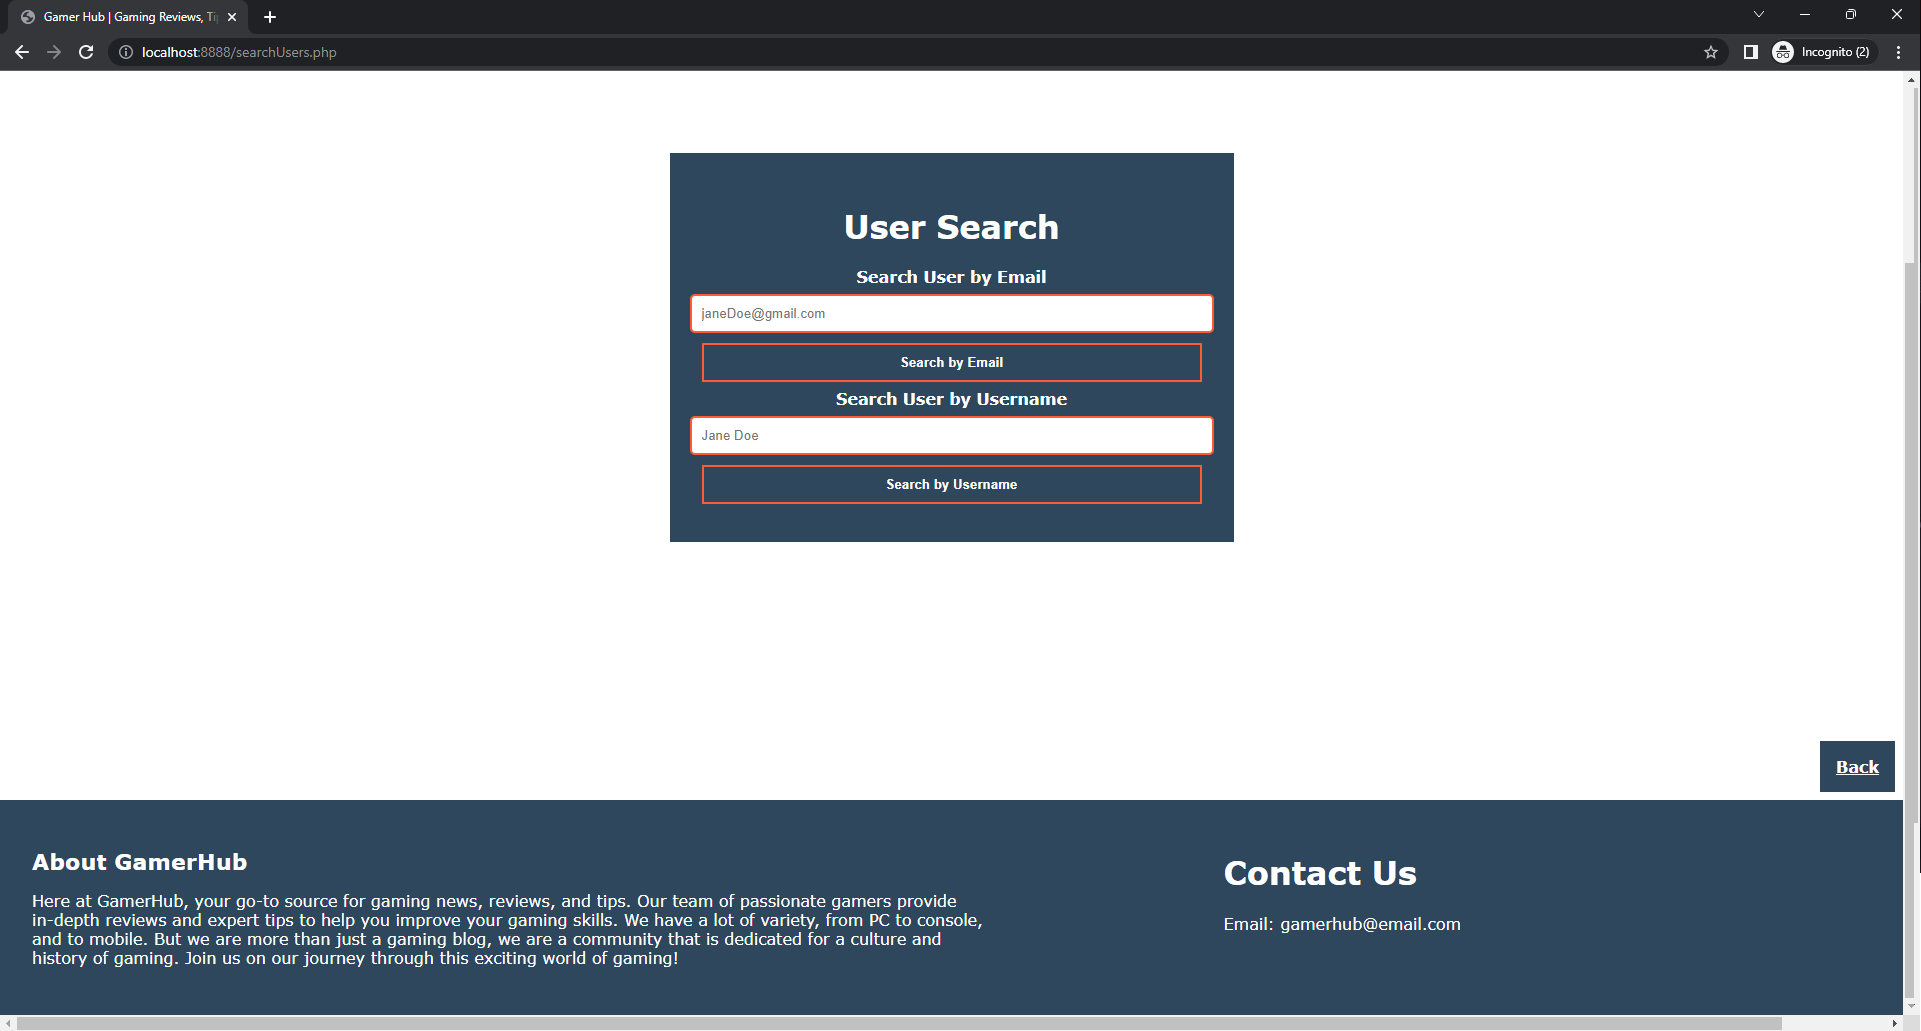 Gamer Hub | Gaming Reviews, Ti
localhost:8888/searchUsers.php
Incognito (2)
User Search
Search User by Email
janeDoe@gmail.com
Search by Email
Search User by Username
Jane Doe
Search by Username
Back
About GamerHub
Here at GamerHub, your go-to source for gaming news, reviews, and tips. Our team of passionate gamers provide
in-depth reviews and expert tips to help you improve your gaming skills. We have a lot of variety, from PC to console,
and to mobile. But we are more than just a gaming blog, we are a community that is dedicated for a culture and
history of gaming. Join us on our journey through this exciting world of gaming!
Contact Us
Email: gamerhub@email.com